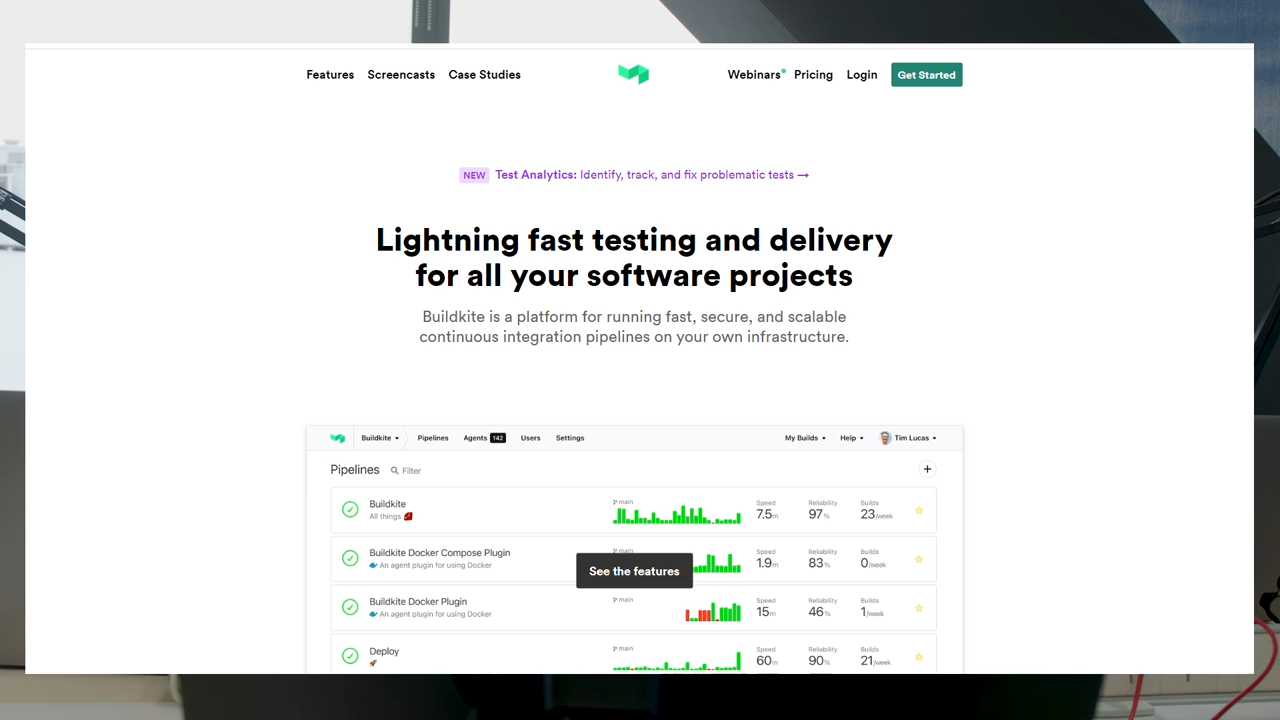 Features Screencasts Case Studies Webinars Pricing Login Get Started
NEW Test Analytics: Identify, track, and fix problematic tests →
Lightning fast testing and delivery
for all your software projects
Buildkite is a platform for running fast, secure, and scalable
continuous integration pipelines on your own infrastructure.
Buildkite Pipelines Agents 142 Users Settings My Builds Help Tim Lucas
Pipelines Filter +
Buildkite main Speed Reliability Builds
All things 7.5m 97% 23/week
Buildkite Docker Compose Plugin main Speed Reliability Builds
An agent plugin for using Docker 1.9m 83% 0/week
See the features
Buildkite Docker Plugin main Speed Reliability Builds
An agent plugin for using Docker 15m 46% 1/week
Deploy main Speed Reliability Builds
60m 90% 21/week